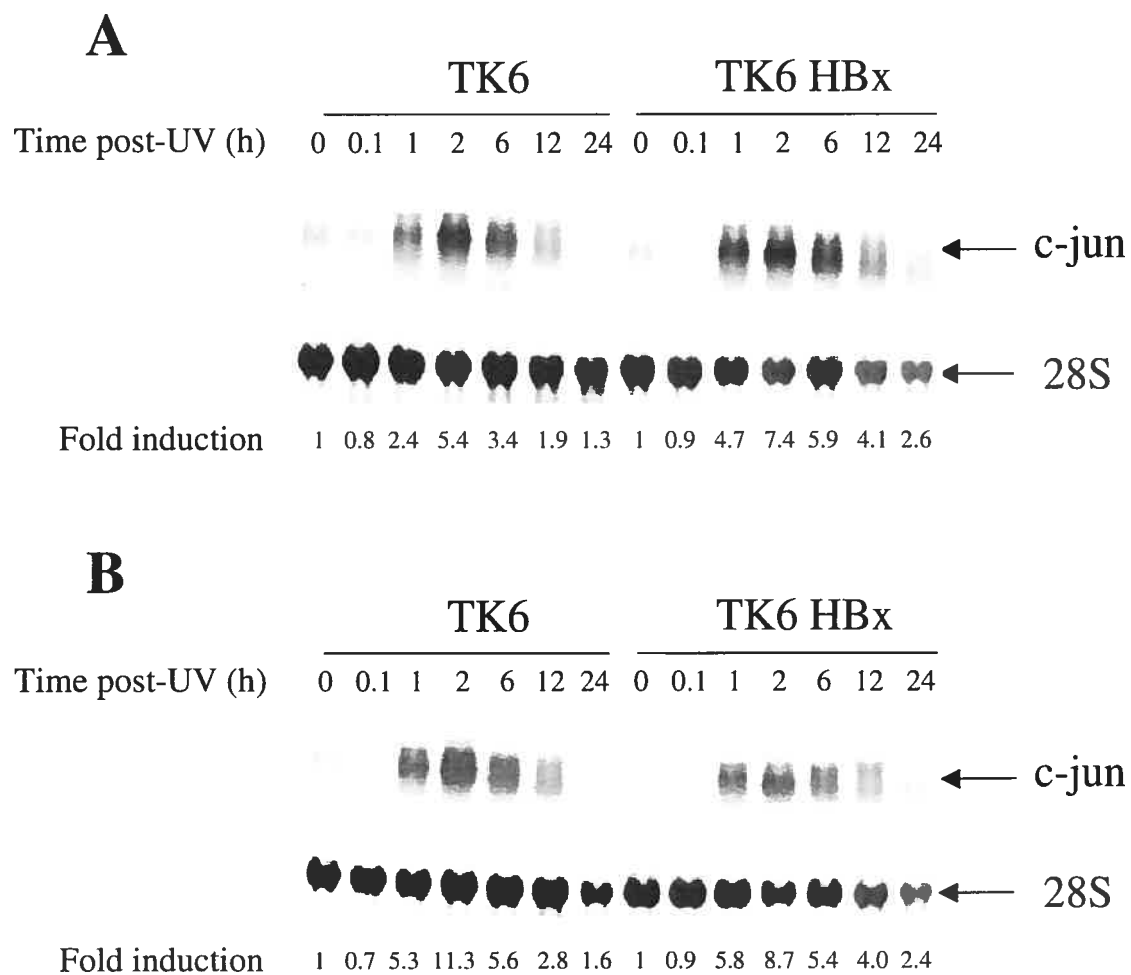 A
TK6 TK6 HBx
Time post-UV (h) 0 0.1 1 2 6 12 24 0 0.1 1 2 6 12 24
c-jun
28S
Fold induction 1 0.8 2.4 5.4 3.4 1.9 1.3 1 0.9 4.7 7.4 5.9 4.1 2.6
B
TK6 TK6 HBx
Time post-UV (h) 0 0.1 1 2 6 12 24 0 0.1 1 2 6 12 24
c-jun
28S
Fold induction 1 0.7 5.3 11.3 5.6 2.8 1.6 1 0.9 5.8 8.7 5.4 4.0 2.4